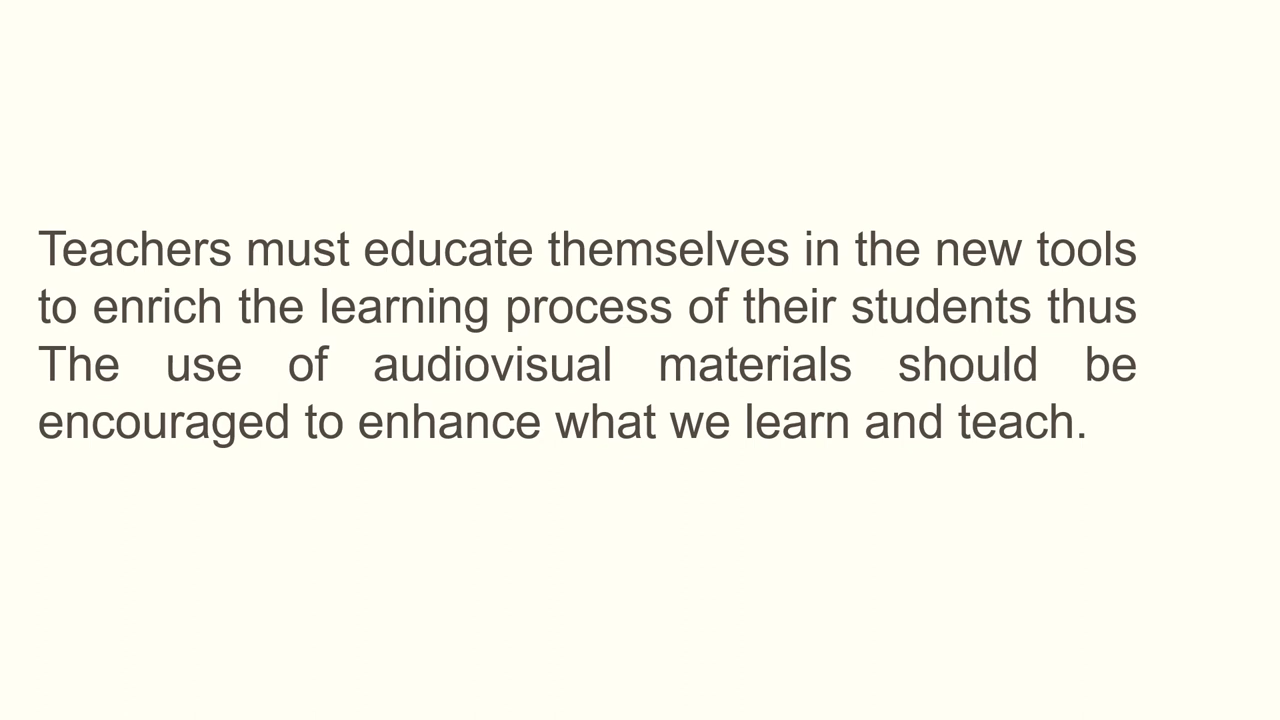 Teachers must educate themselves in the new tools
to enrich the learning process of their students thus
The use of audiovisual materials should be
encouraged to enhance what we learn and teach.